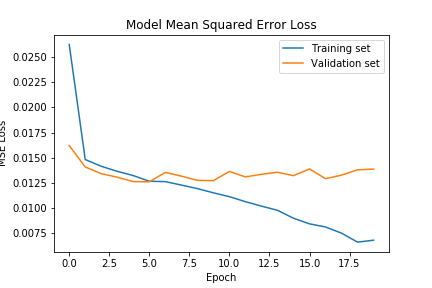 Model Mean Squared Error Loss
Training set
Validation set
0.0250
0.0225
0.0200
0.0175
0.0150
0.0125
0.0100
0.0075
MSE Loss
0.0 2.5 5.0 7.5 10.0 12.5 15.0 17.5
Epoch